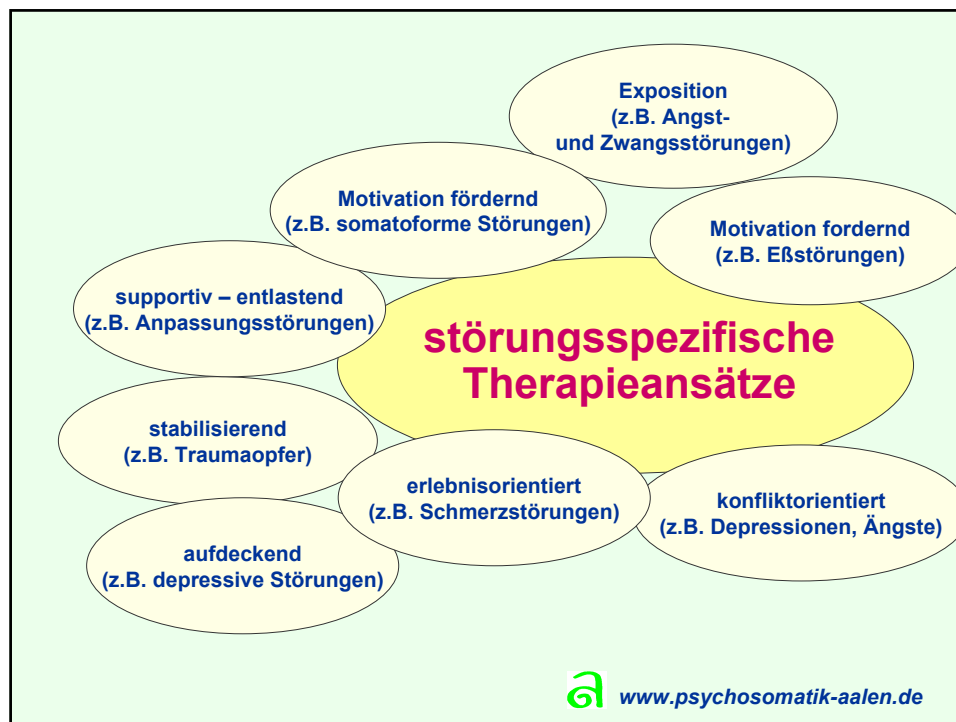 Exposition
(z.B. Angst-
und Zwangsstörungen)
Motivation fördernd
(z.B. somatoforme Störungen)
Motivation fordernd
(z.B. Eßstörungen)
supportiv – entlastend
(z.B. Anpassungsstörungen)
störungsspezifische
Therapieansätze
stabilisierend
(z.B. Traumaopfer)
erlebnisorientiert
(z.B. Schmerzstörungen)
konfliktorientiert
(z.B. Depressionen, Ängste)
aufdeckend
(z.B. depressive Störungen)
a www.psychosomatik-aalen.de